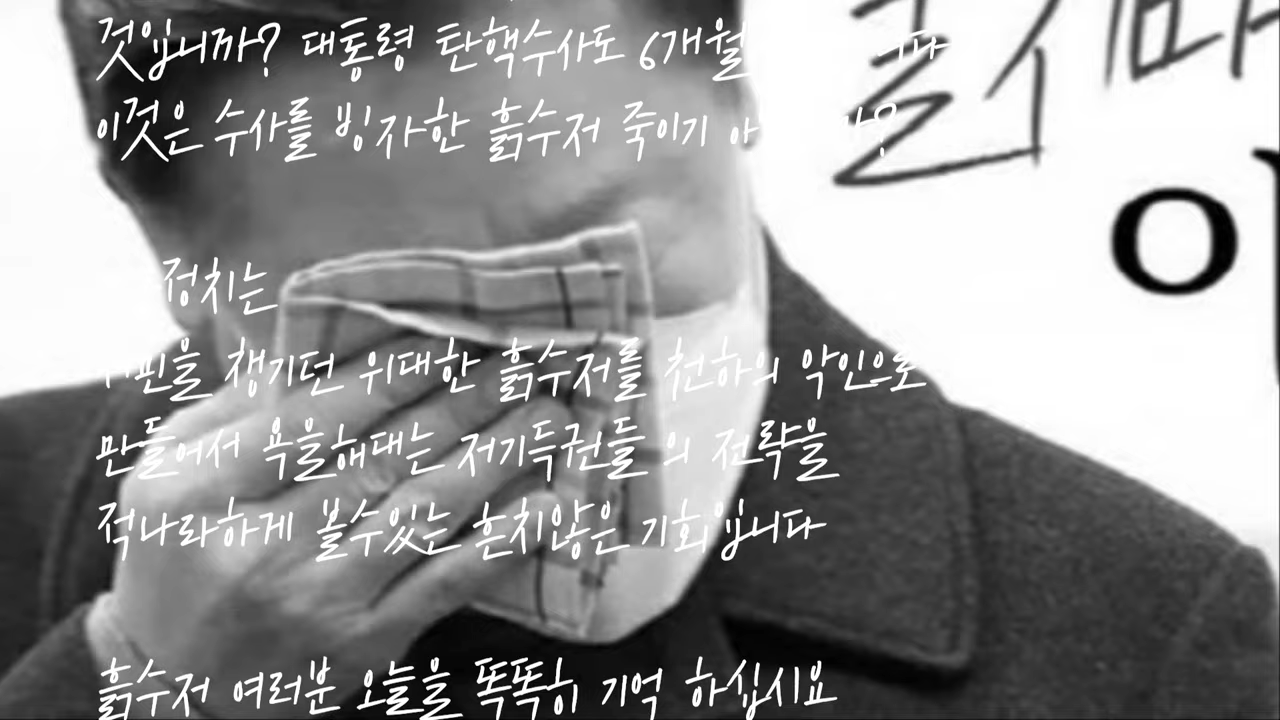 것입니까? 대통령 탄핵수사도 6개월
이것은 수사를 빙자한 흙수저 죽이기
정치는
챙기던 위대한 흙수저를 천하의 악인으로
만들어서 욕을해대는 저기득권들 의 전략을
적나라하게 볼수있는 흔치않은 기회입니다
흙수저 여러분 오늘을 똑똑히 기억 하십시요